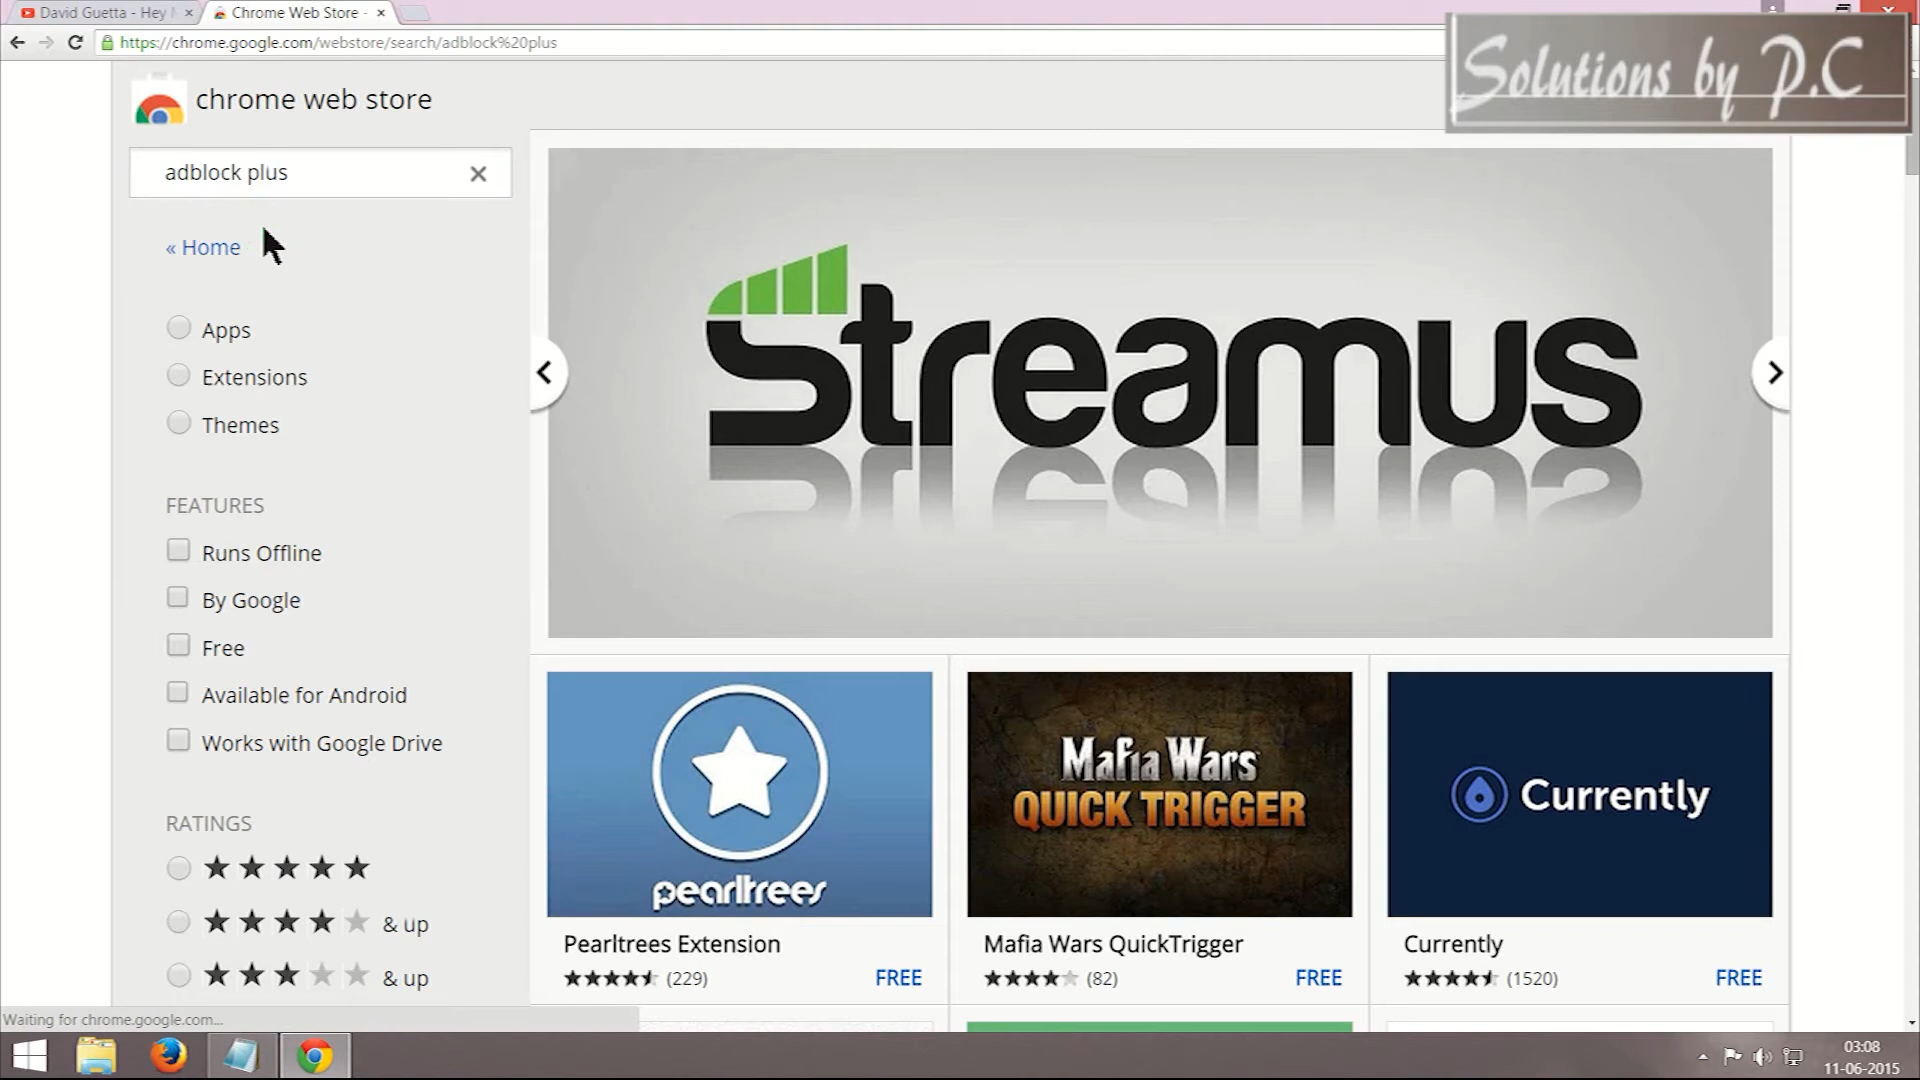 David Guetta - Hey
Chrome Web Store -
https://chrome.google.com/webstore/search/adblock%20plus
Solutions by P.C
chrome web store
adblock plus
« Home
Apps
Extensions
Themes
FEATURES
Runs Offline
By Google
Free
Available for Android
Works with Google Drive
RATINGS
& up
& up
Streamus
pearltrees
Mafia Wars
QUICK TRIGGER
Currently
Pearltrees Extension
(229) FREE
Mafia Wars QuickTrigger
(82) FREE
Currently
(1520) FREE
Waiting for chrome.google.com...
03:08
11-06-2015